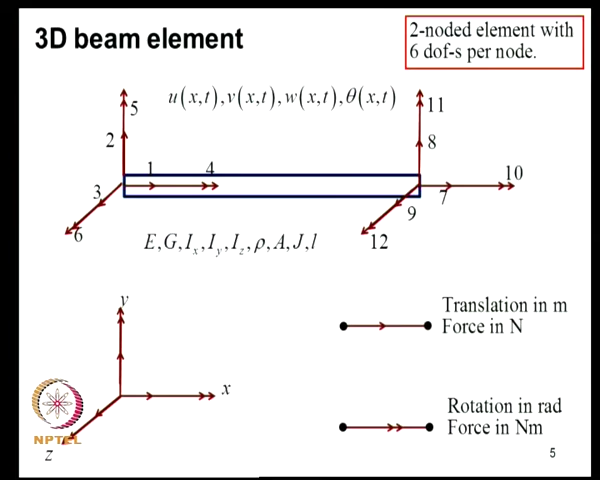 3D beam element
2-noded element with
6 dof-s per node.
u(x,t),v(x,t),w(x,t),θ(x,t)
5
11
2
8
1
4
10
3
7
9
6
12
E,G,I_x,I_y,I_z,ρ,A,J,l
y
x
z
Translation in m
Force in N
Rotation in rad
Force in Nm
NPTEL
5